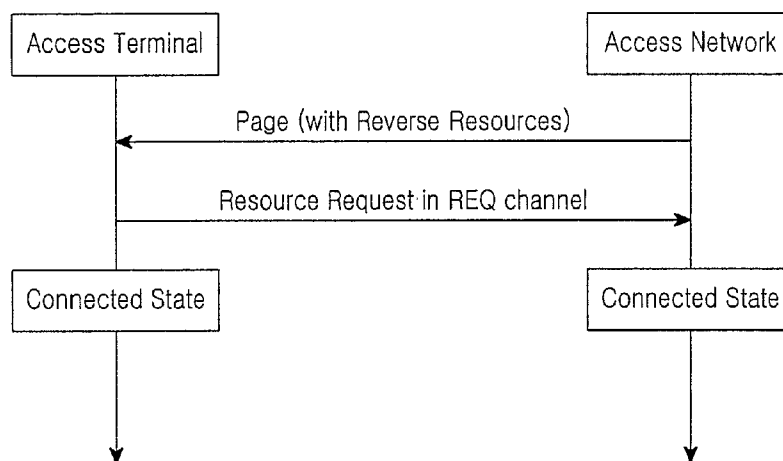 Access Terminal
Access Network
Page (with Reverse Resources)
Resource Request in REQ channel
Connected State
Connected State